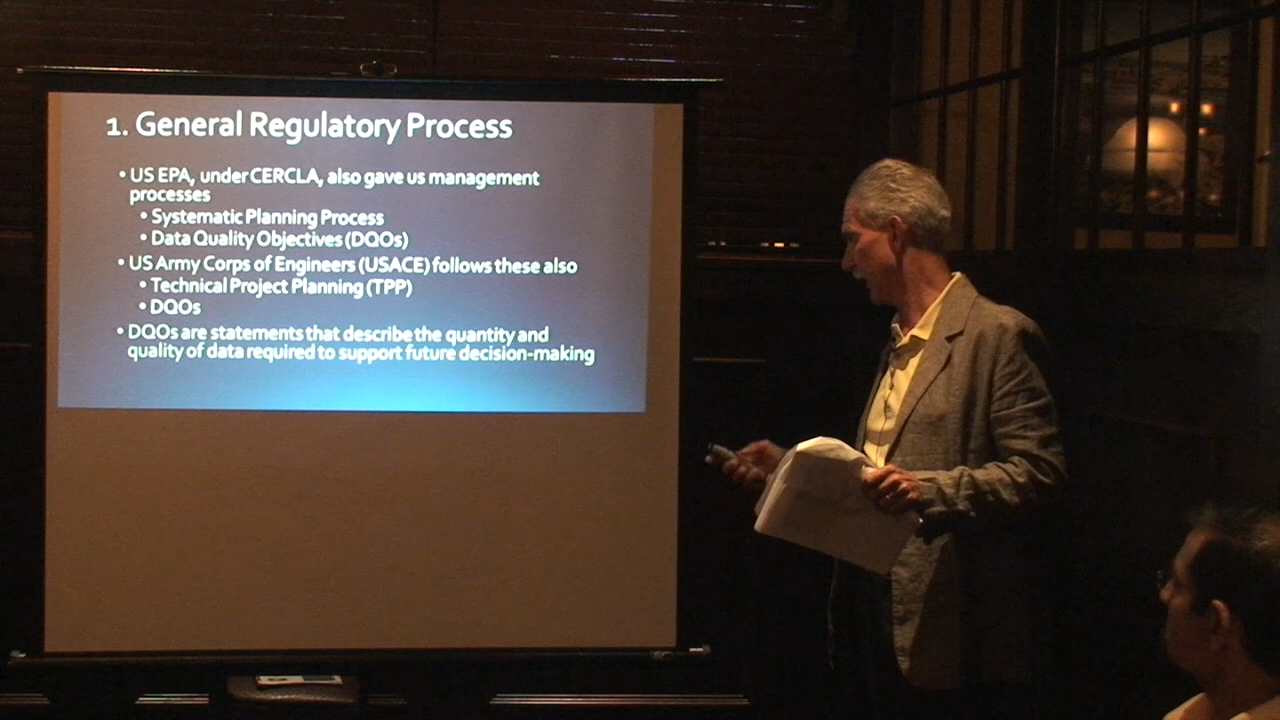 1. General Regulatory Process
• US EPA, under CERCLA, also gave us management
processes
• Systematic Planning Process
• Data Quality Objectives (DQOs)
• US Army Corps of Engineers (USACE) follows these also
• Technical Project Planning (TPP)
• DQOs
• DQOs are statements that describe the quantity and
quality of data required to support future decision-making